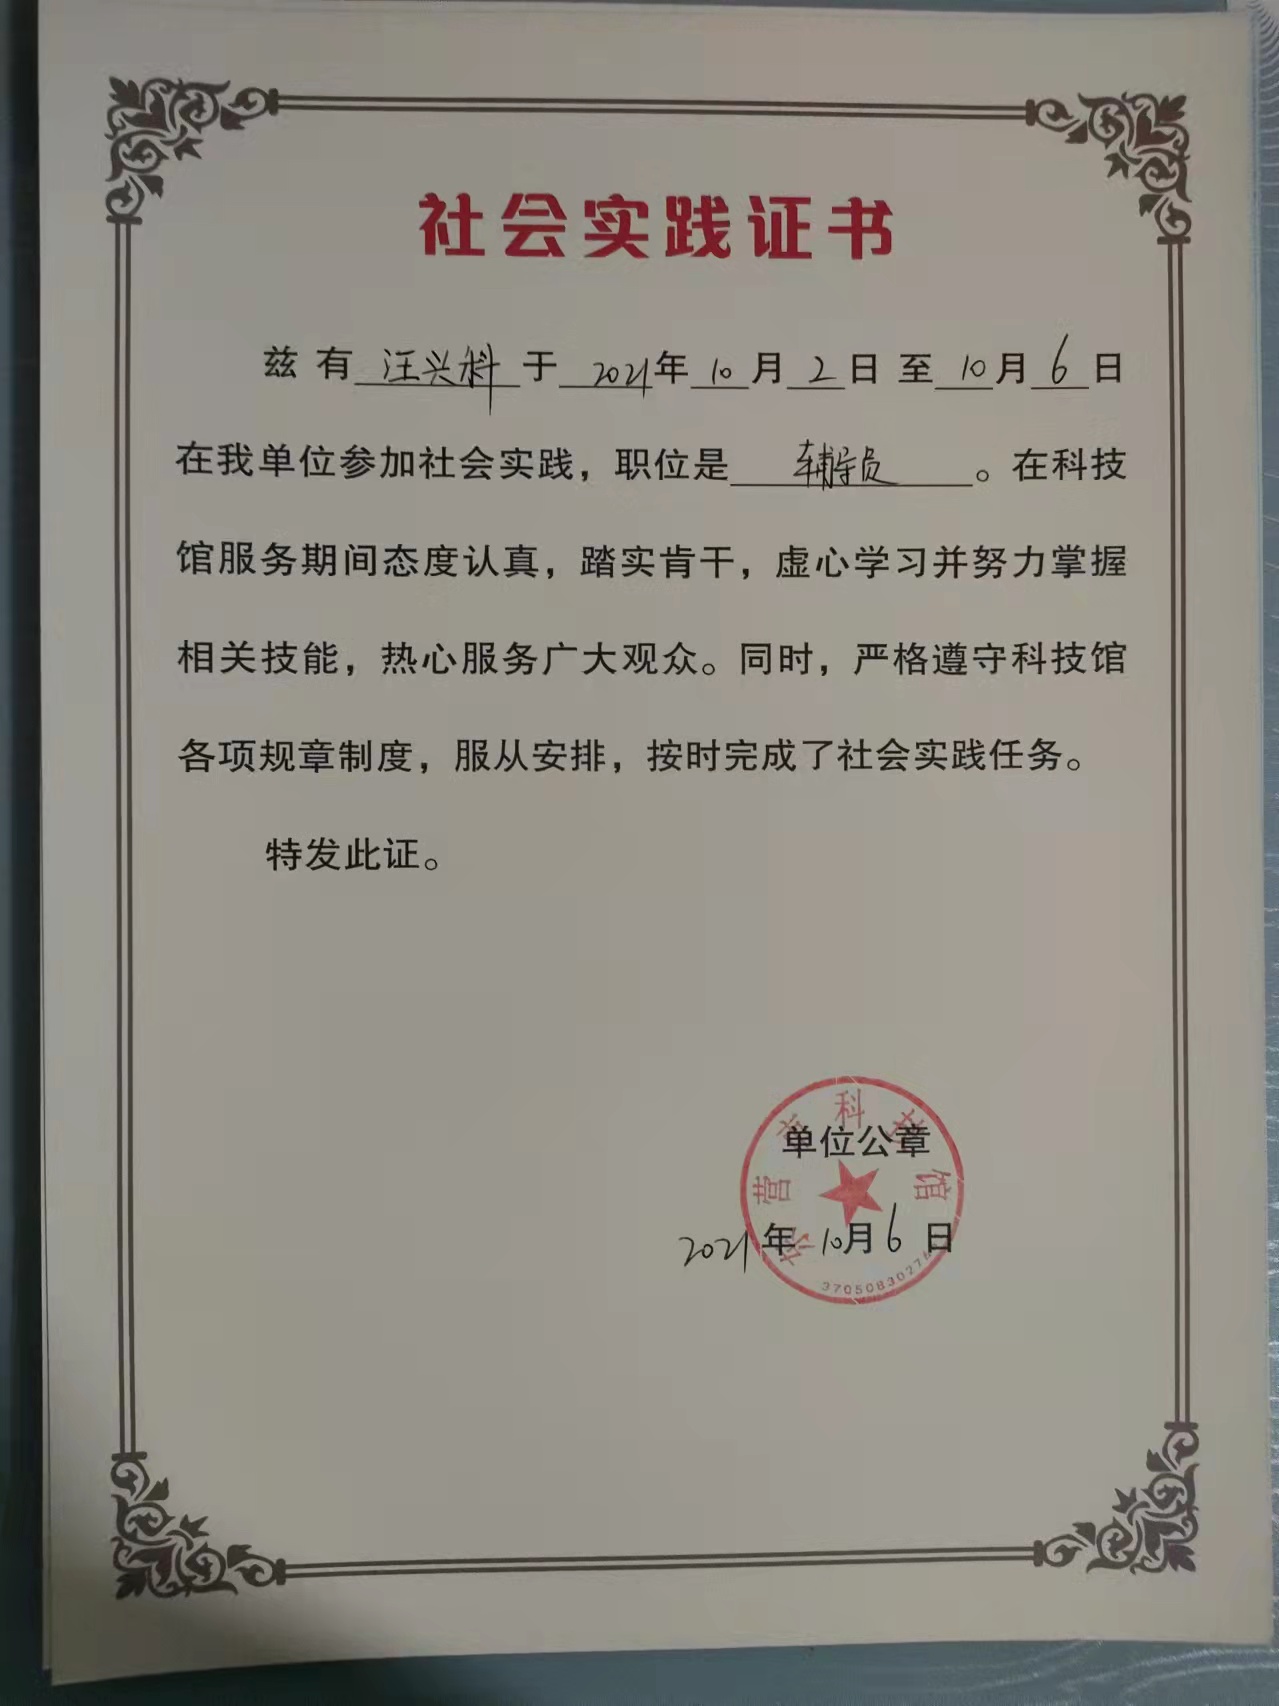 社会实践证书
兹有汪兴科于2021年10月2日至10月6日
在我单位参加社会实践，职位是辅导员。在科技
馆服务期间态度认真，踏实肯干，虚心学习并努力掌握
相关技能，热心服务广大观众。同时，严格遵守科技馆
各项规章制度，服从安排，按时完成了社会实践任务。
特发此证。
东营市科技馆
单位公章
2021年10月6日